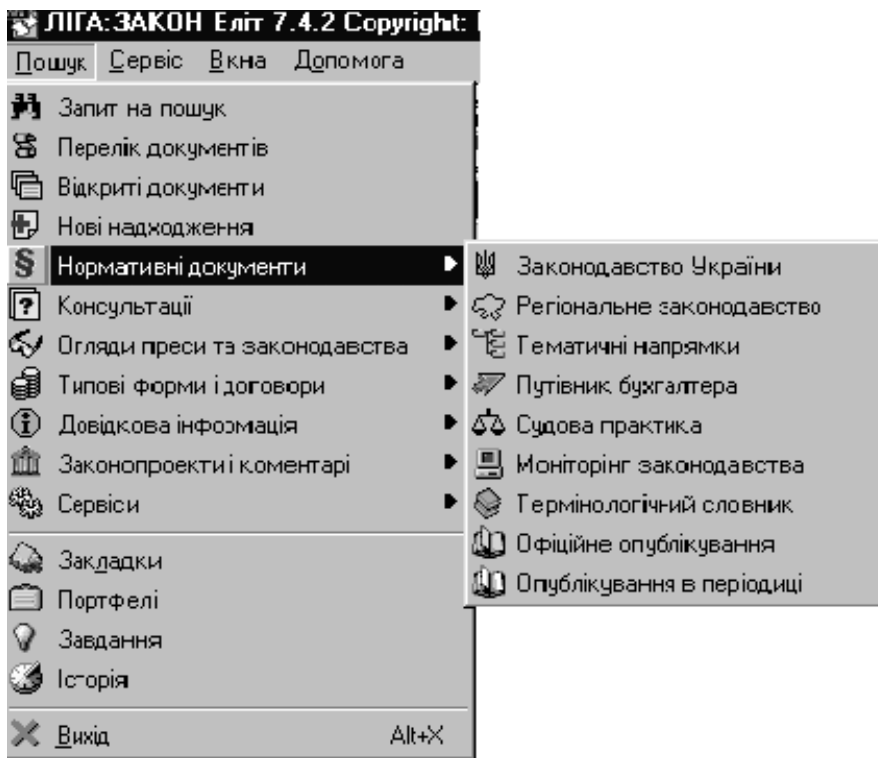 ЛІГА:ЗАКОН Еліт 7.4.2 Copyright:
Пошук Сервіс Вкна Допомога
Запит на пошук
Перелік документів
Відкриті документи
Нові надходження
Нормативні документи
Консультації
Огляди преси та законодавства
Типові форми і договори
Довідкова інформація
Законопроекти і коментарі
Сервіси
Закладки
Портфелі
Завдання
Історія
Вихід Alt+X
Законодавство України
Регіональне законодавство
Тематичні напрямки
Путівник бухгалтера
Судова практика
Моніторінг законодавства
Термінологічний словник
Офіційне опублікування
Опублікування в періодиці